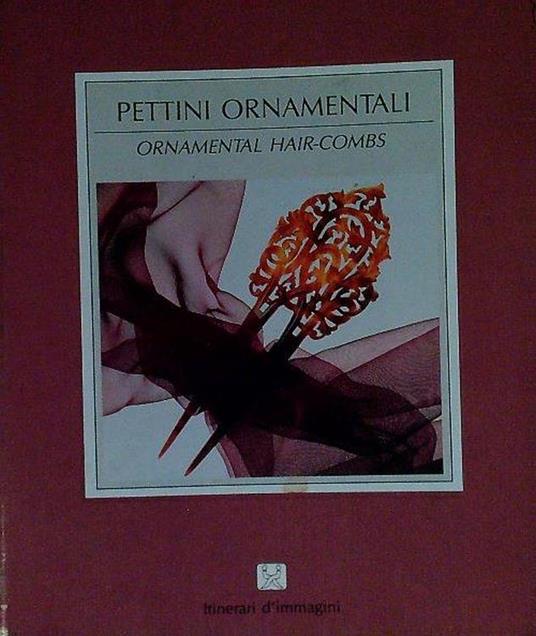 PETTINI ORNAMENTALI
ORNAMENTAL HAIR-COMBS
Itinerari d'immagini